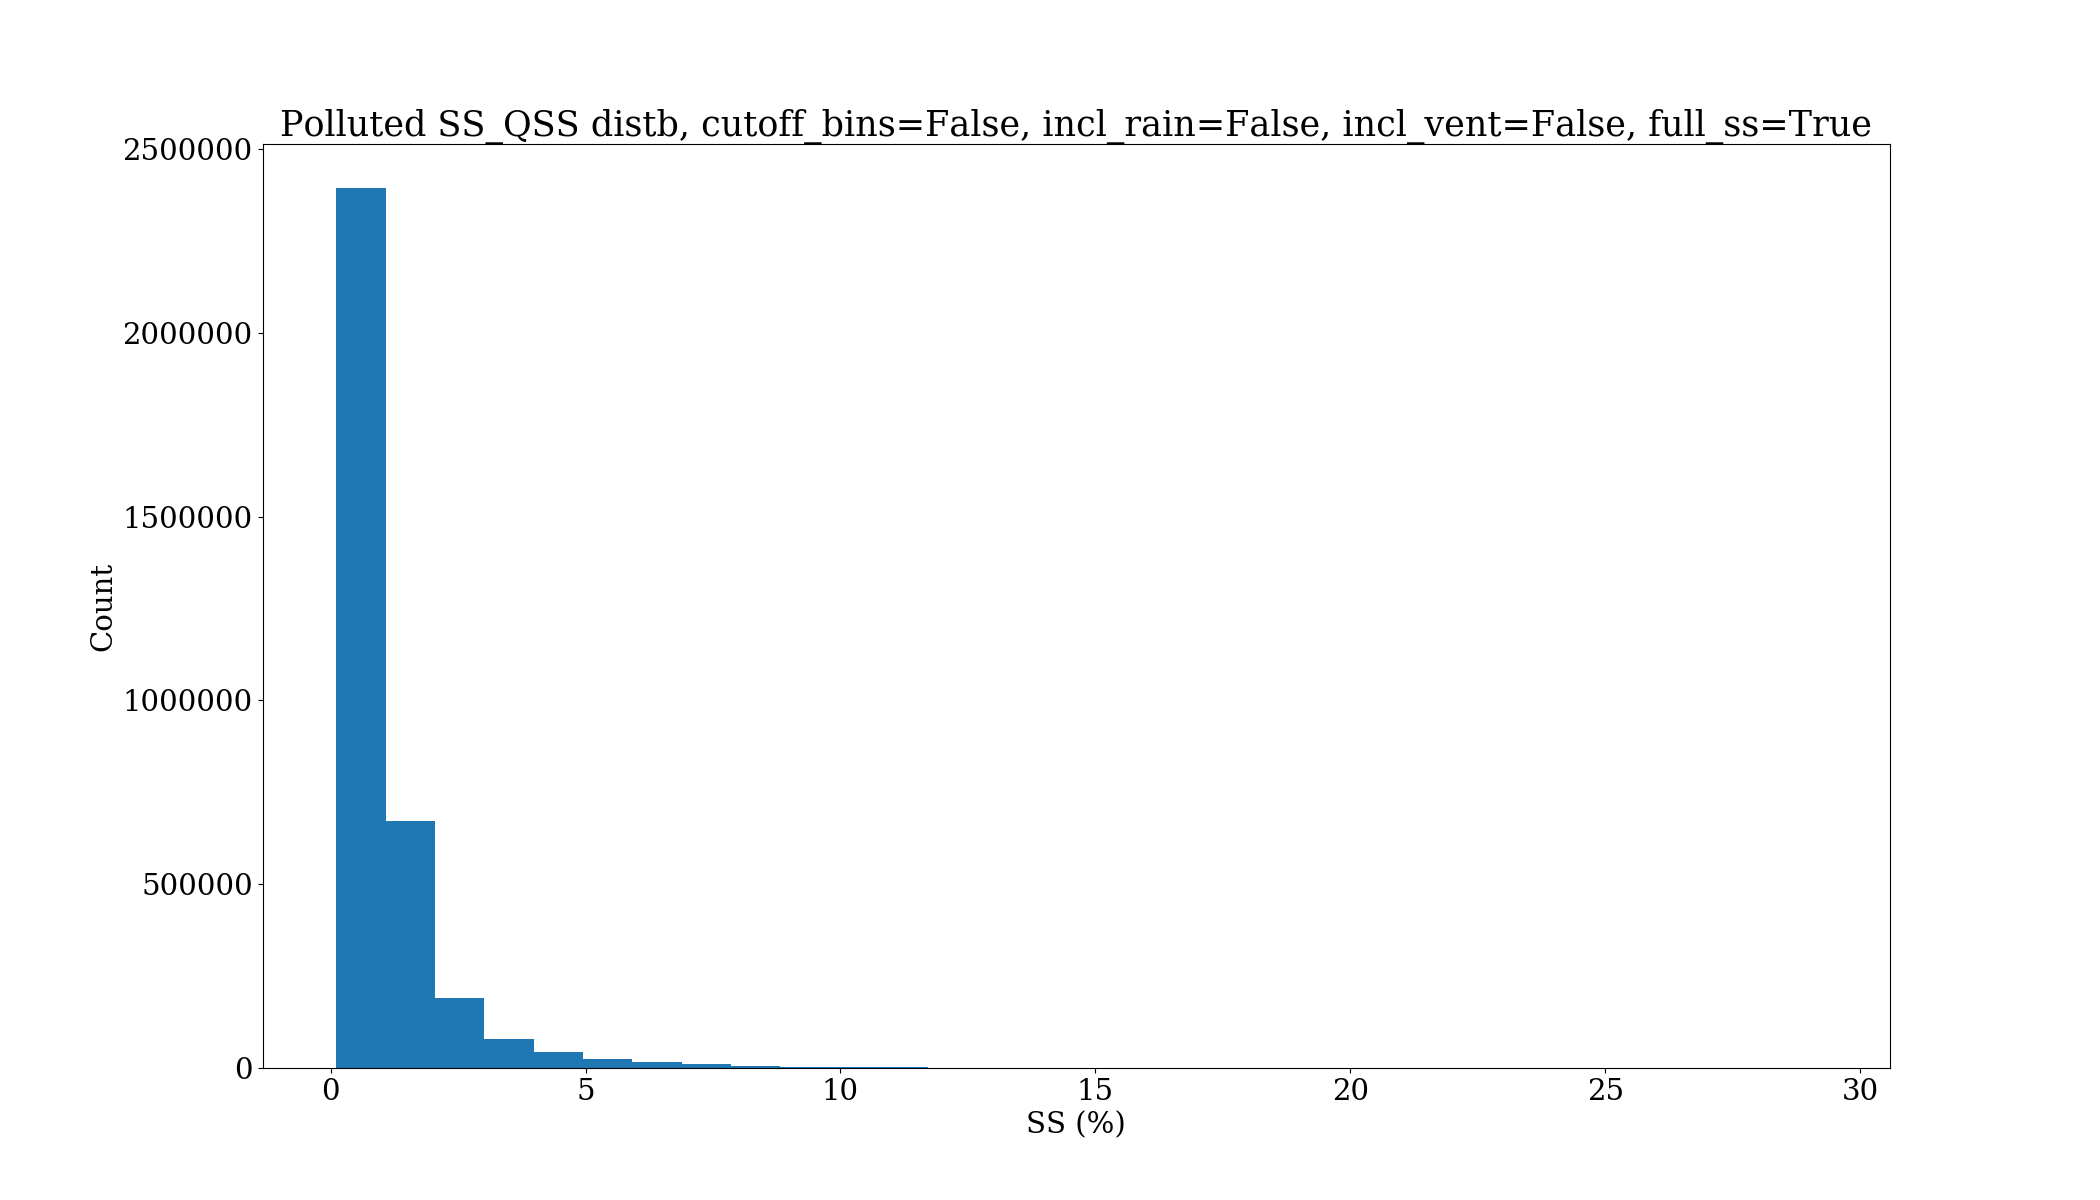 Polluted SS_QSS distb, cutoff_bins=False, incl_rain=False, incl_vent=False, full_ss=True
2500000
2000000
1500000
1000000
500000
0
Count
0 5 10 15 20 25 30
SS (%)